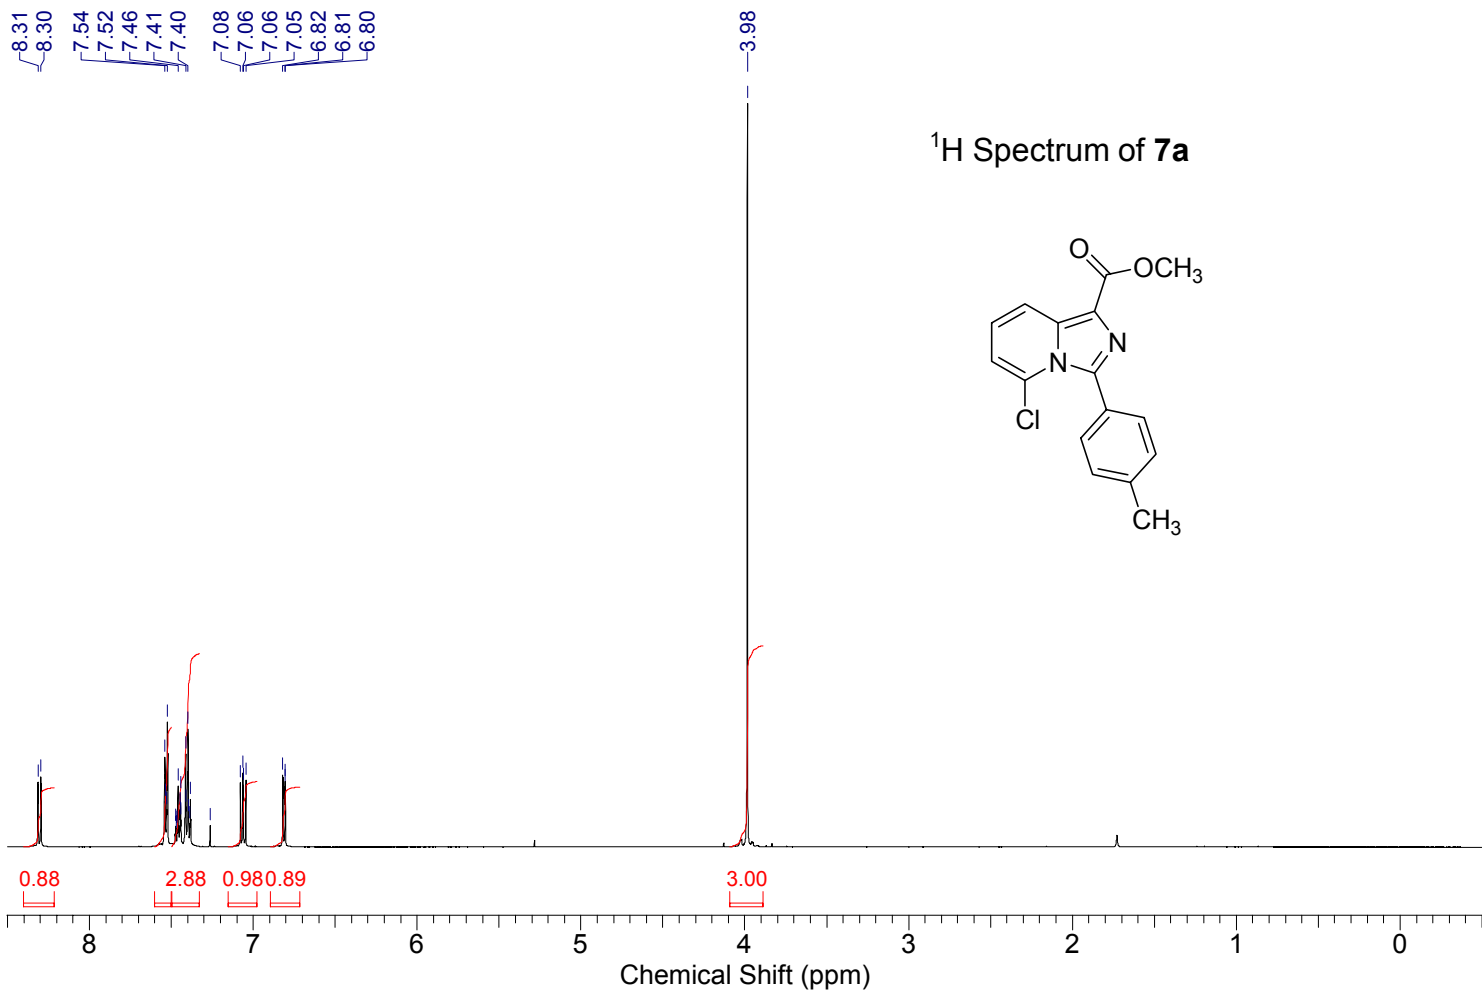 8.31
8.30
7.54
7.52
7.46
7.41
7.40
7.08
7.06
7.06
7.05
6.82
6.81
6.80
3.98
¹H Spectrum of 7a
O
OCH₃
N
N
Cl
CH₃
0.88 2.88 0.98 0.89 3.00
8 7 6 5 4 3 2 1 0
Chemical Shift (ppm)